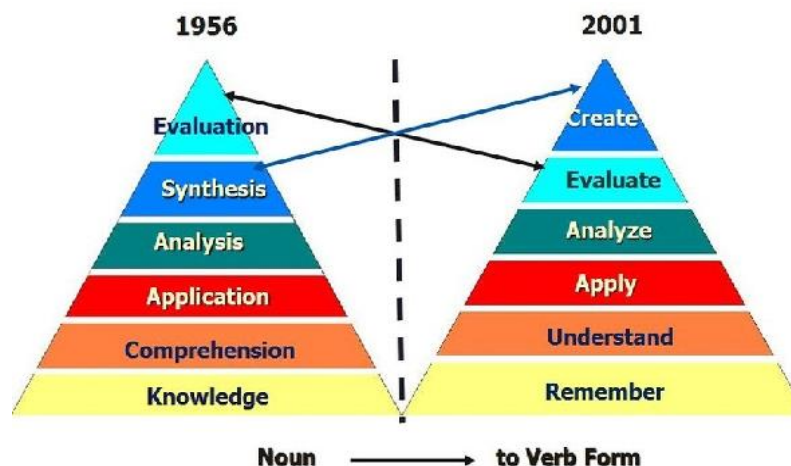 1956
Evaluation
Synthesis
Analysis
Application
Comprehension
Knowledge
2001
Create
Evaluate
Analyze
Apply
Understand
Remember
Noun to Verb Form